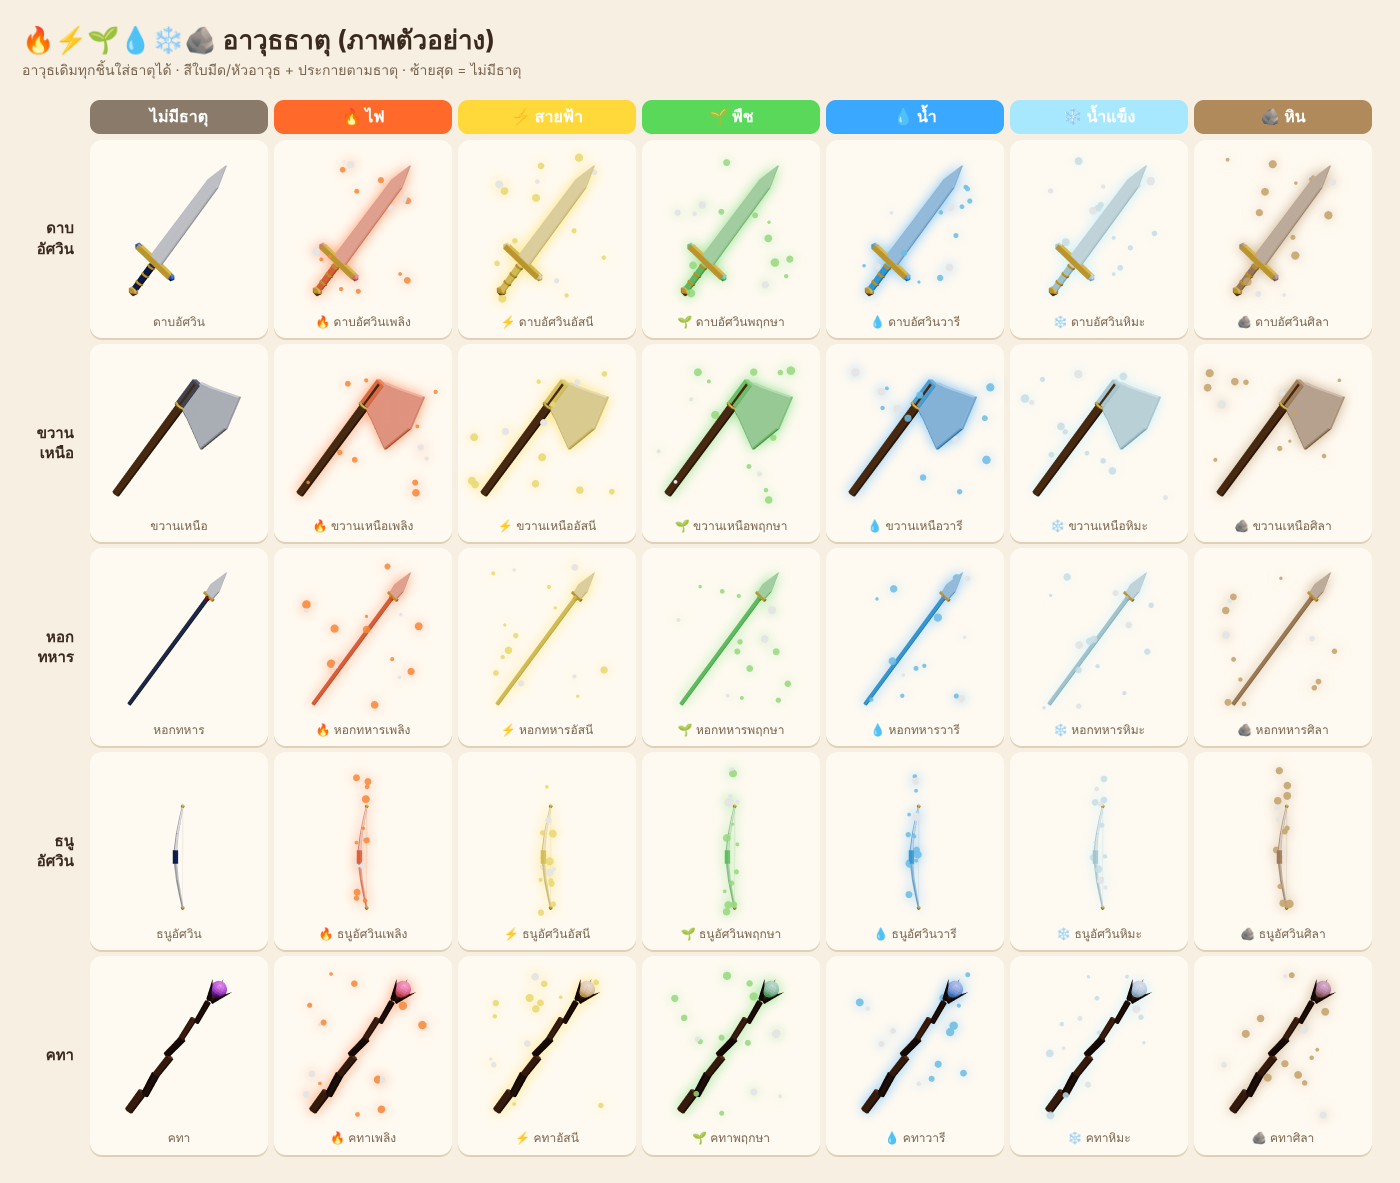 🔥⚡🌱💧❄️🪨 อาวุธธาตุ (ภาพตัวอย่าง)
อาวุธเดิมทุกชิ้นใส่ธาตุได้ · สีใบมีด/หัวอาวุธ + ประกายตามธาตุ · ซ้ายสุด = ไม่มีธาตุ
ไม่มีธาตุ 🔥 ไฟ ⚡ สายฟ้า 🌱 พืช 💧 น้ำ ❄️ น้ำแข็ง 🪨 หิน
ดาบ
อัศวิน
ดาบอัศวิน 🔥 ดาบอัศวินเพลิง ⚡ ดาบอัศวินอัสนี 🌱 ดาบอัศวินพฤกษา 💧 ดาบอัศวินวารี ❄️ ดาบอัศวินหิมะ 🪨 ดาบอัศวินศิลา
ขวาน
เหนือ
ขวานเหนือ 🔥 ขวานเหนือเพลิง ⚡ ขวานเหนืออัสนี 🌱 ขวานเหนือพฤกษา 💧 ขวานเหนือวารี ❄️ ขวานเหนือหิมะ 🪨 ขวานเหนือศิลา
หอก
ทหาร
หอกทหาร 🔥 หอกทหารเพลิง ⚡ หอกทหารอัสนี 🌱 หอกทหารพฤกษา 💧 หอกทหารวารี ❄️ หอกทหารหิมะ 🪨 หอกทหารศิลา
ธนู
อัศวิน
ธนูอัศวิน 🔥 ธนูอัศวินเพลิง ⚡ ธนูอัศวินอัสนี 🌱 ธนูอัศวินพฤกษา 💧 ธนูอัศวินวารี ❄️ ธนูอัศวินหิมะ 🪨 ธนูอัศวินศิลา
คทา
คทา 🔥 คทาเพลิง ⚡ คทาอัสนี 🌱 คทาพฤกษา 💧 คทาวารี ❄️ คทาหิมะ 🪨 คทาศิลา